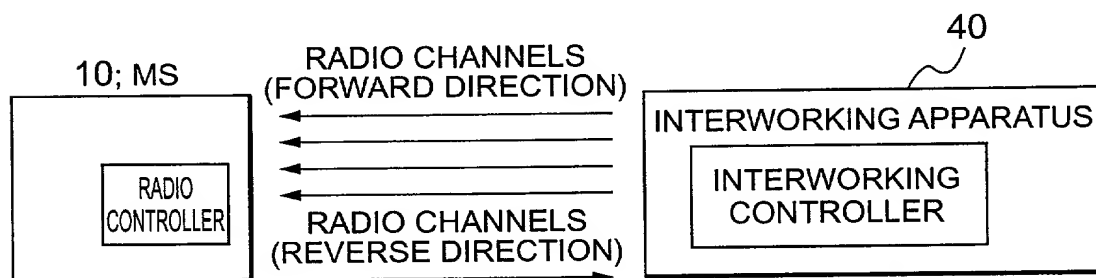 10; MS
RADIO
CONTROLLER
RADIO CHANNELS
(FORWARD DIRECTION)
RADIO CHANNELS
(REVERSE DIRECTION)
40
INTERWORKING APPARATUS
INTERWORKING
CONTROLLER